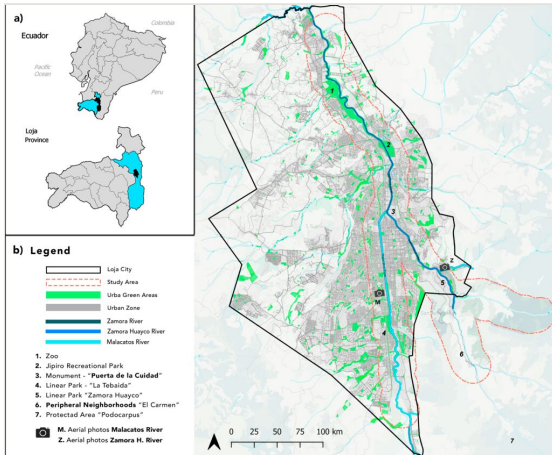 a)
Ecuador
Colombia
Pacific
Ocean
Peru
Loja
Province
b) Legend
Loja City
Study Area
Urba Green Areas
Urban Zone
Zamora River
Zamora Huayco River
Malacatos River
1. Zoo
2. Jipiro Recreational Park
3. Monument - "Puerta de la Cuidad"
4. Linear Park - "La Tebaida"
5. Linear Park "Zamora Huayco"
6. Peripheral Neighborhoods "El Carmen"
7. Protectad Area "Podocarpus"
M. Aerial photos Malacatos River
Z. Aerial photos Zamora H. River
1
2
3
Z
5
M
4
6
7
0 25 50 75 100 km